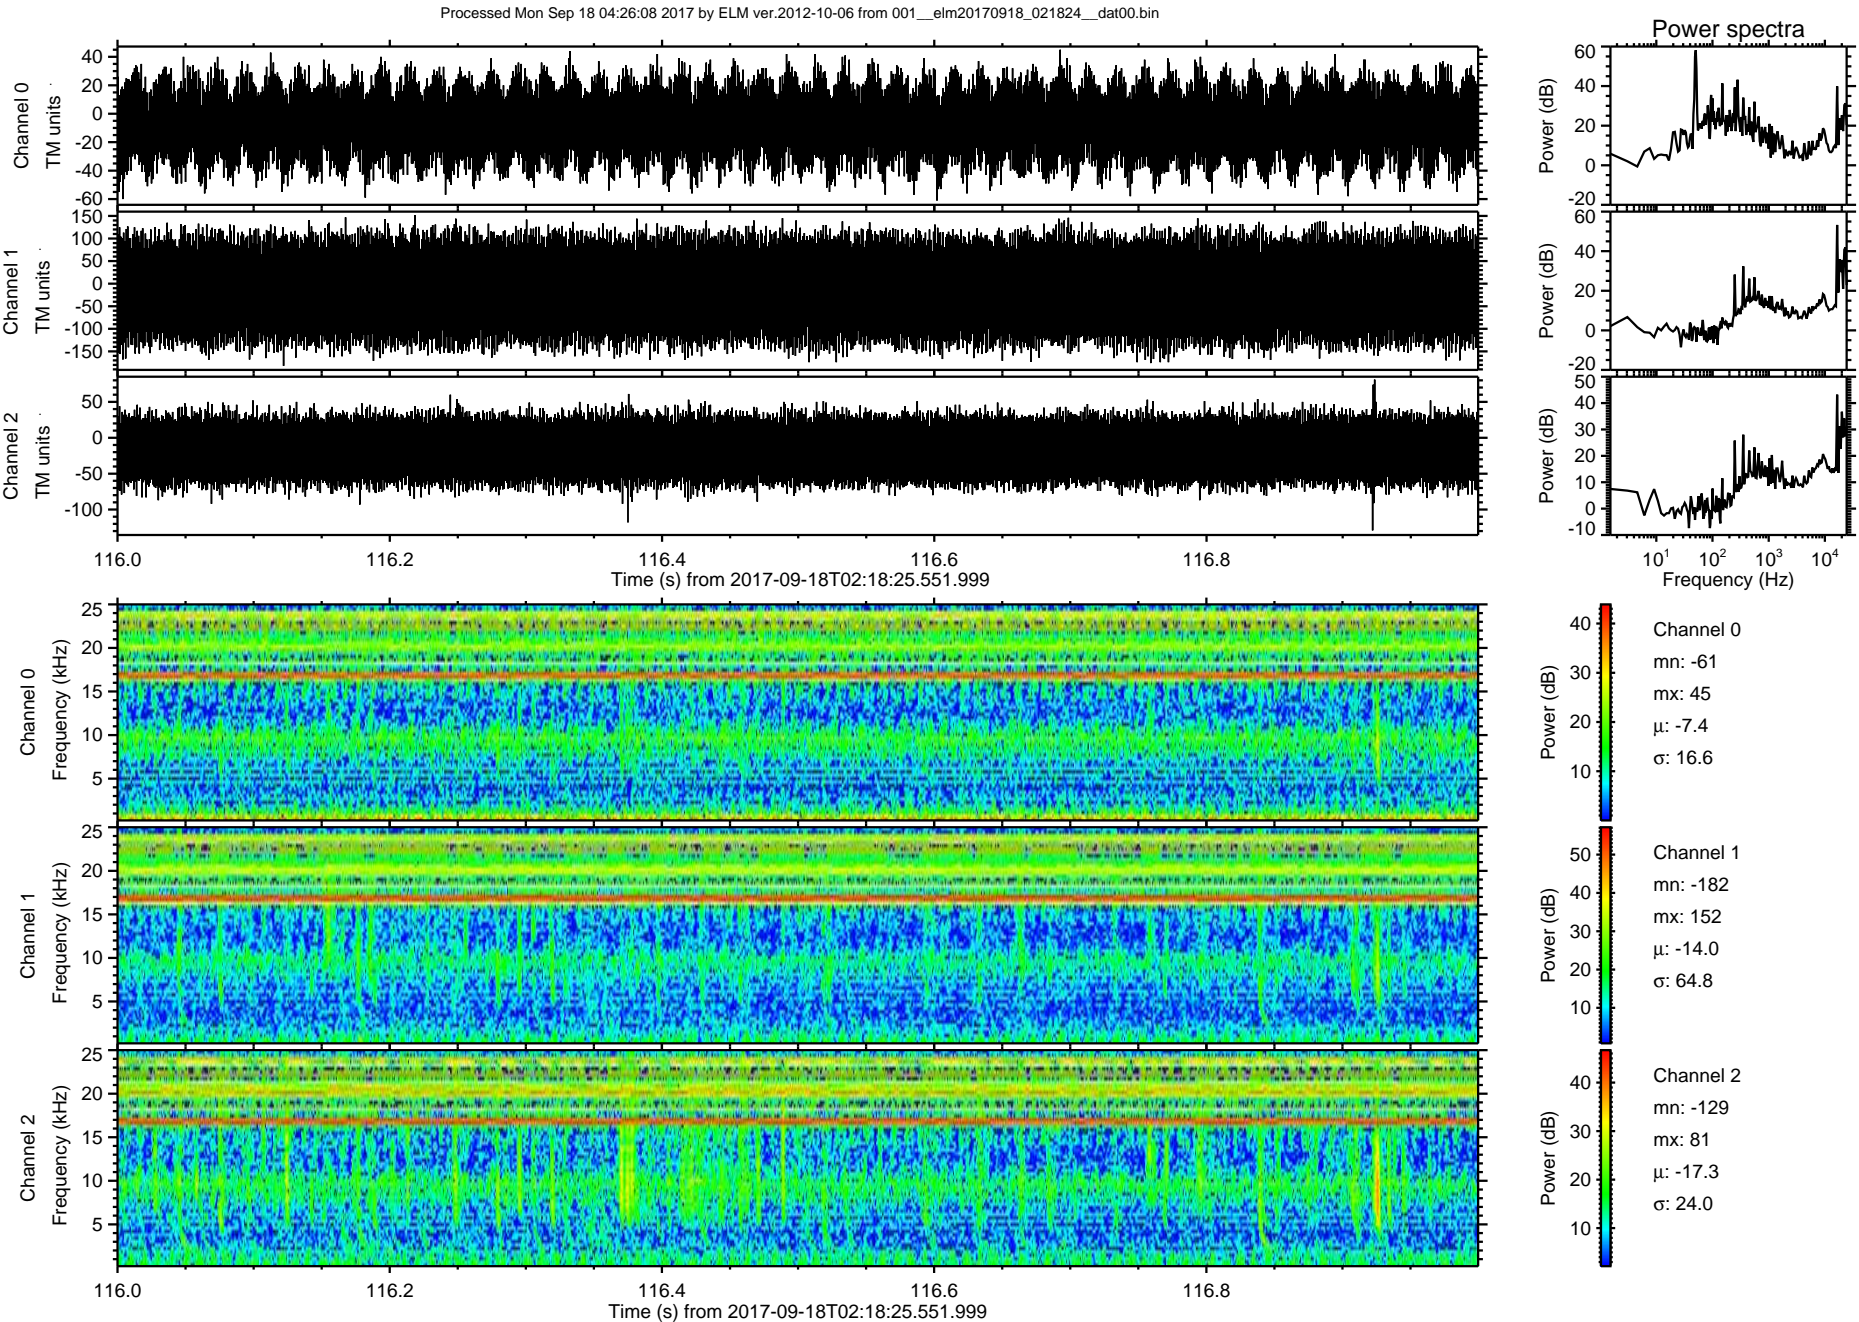 Processed Mon Sep 18 04:26:08 2017 by ELM ver.2012-10-06 from 001__elm20170918_021824__dat00.bin
Power spectra
Channel 0
TM units
40
20
0
-20
-40
-60
Power (dB)
60
40
20
0
-20
Channel 1
TM units
150
100
50
0
-50
-100
-150
Power (dB)
60
40
20
0
-20
Channel 2
TM units
50
0
-50
-100
Power (dB)
50
40
30
20
10
0
-10
116.0 116.2 116.4 116.6 116.8
Time (s) from 2017-09-18T02:18:25.551.999
10^1 10^2 10^3 10^4
Frequency (Hz)
Channel 0
Frequency (kHz)
25
20
15
10
5
Power (dB)
40
30
20
10
Channel 0
mn: -61
mx: 45
μ: -7.4
σ: 16.6
Channel 1
Frequency (kHz)
25
20
15
10
5
Power (dB)
50
40
30
20
10
Channel 1
mn: -182
mx: 152
μ: -14.0
σ: 64.8
Channel 2
Frequency (kHz)
25
20
15
10
5
Power (dB)
40
30
20
10
Channel 2
mn: -129
mx: 81
μ: -17.3
σ: 24.0
116.0 116.2 116.4 116.6 116.8
Time (s) from 2017-09-18T02:18:25.551.999